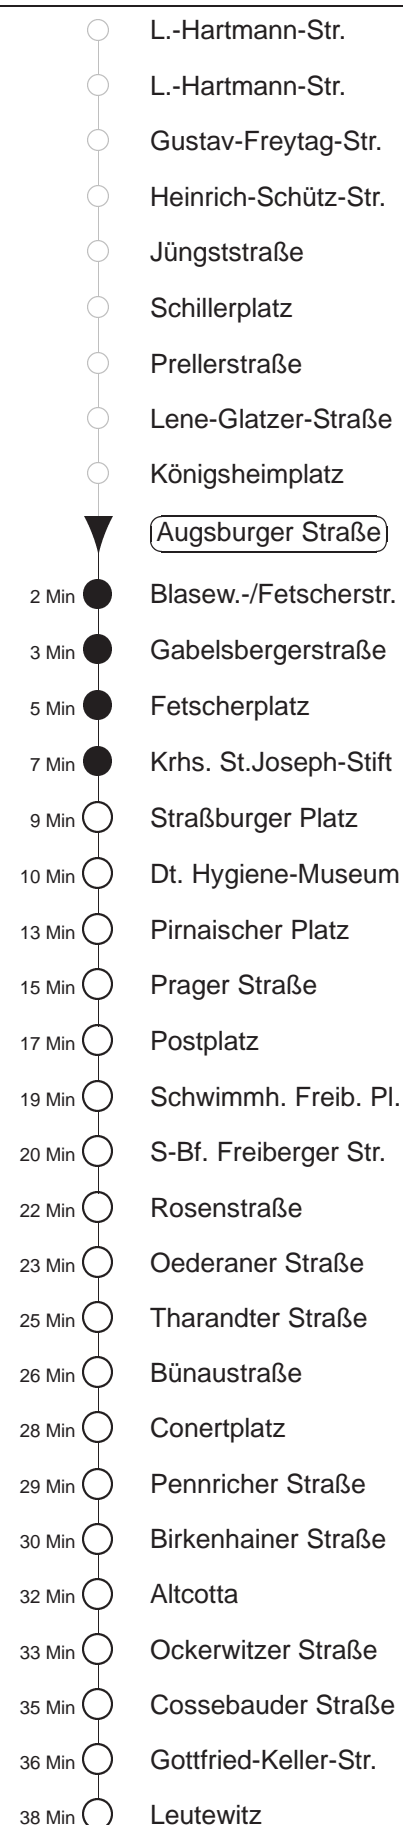 L.-Hartmann-Str.
L.-Hartmann-Str.
Gustav-Freytag-Str.
Heinrich-Schütz-Str.
Jüngststraße
Schillerplatz
Prellerstraße
Lene-Glatzer-Straße
Königsheimplatz
Augsburger Straße
2 Min Blasew.-/Fetscherstr.
3 Min Gabelsbergerstraße
5 Min Fetscherplatz
7 Min Krhs. St.Joseph-Stift
9 Min Straßburger Platz
10 Min Dt. Hygiene-Museum
13 Min Pirnaischer Platz
15 Min Prager Straße
17 Min Postplatz
19 Min Schwimmh. Freib. Pl.
20 Min S-Bf. Freiberger Str.
22 Min Rosenstraße
23 Min Oederaner Straße
25 Min Tharandter Straße
26 Min Bünaustraße
28 Min Conertplatz
29 Min Pennricher Straße
30 Min Birkenhainer Straße
32 Min Altcotta
33 Min Ockerwitzer Straße
35 Min Cossebauder Straße
36 Min Gottfried-Keller-Str.
38 Min Leutewitz